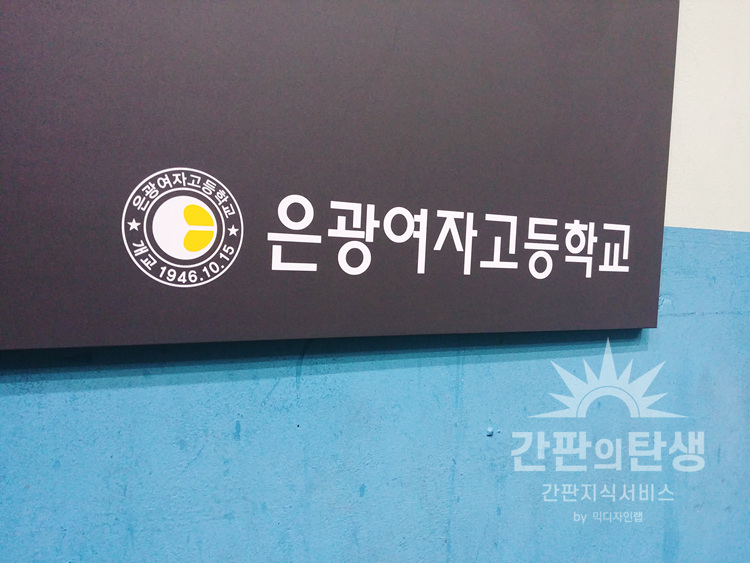 은광여자고등학교
개교 1946.10.15
은광여자고등학교
간판의탄생
간판지식서비스
by 믹디자인랩